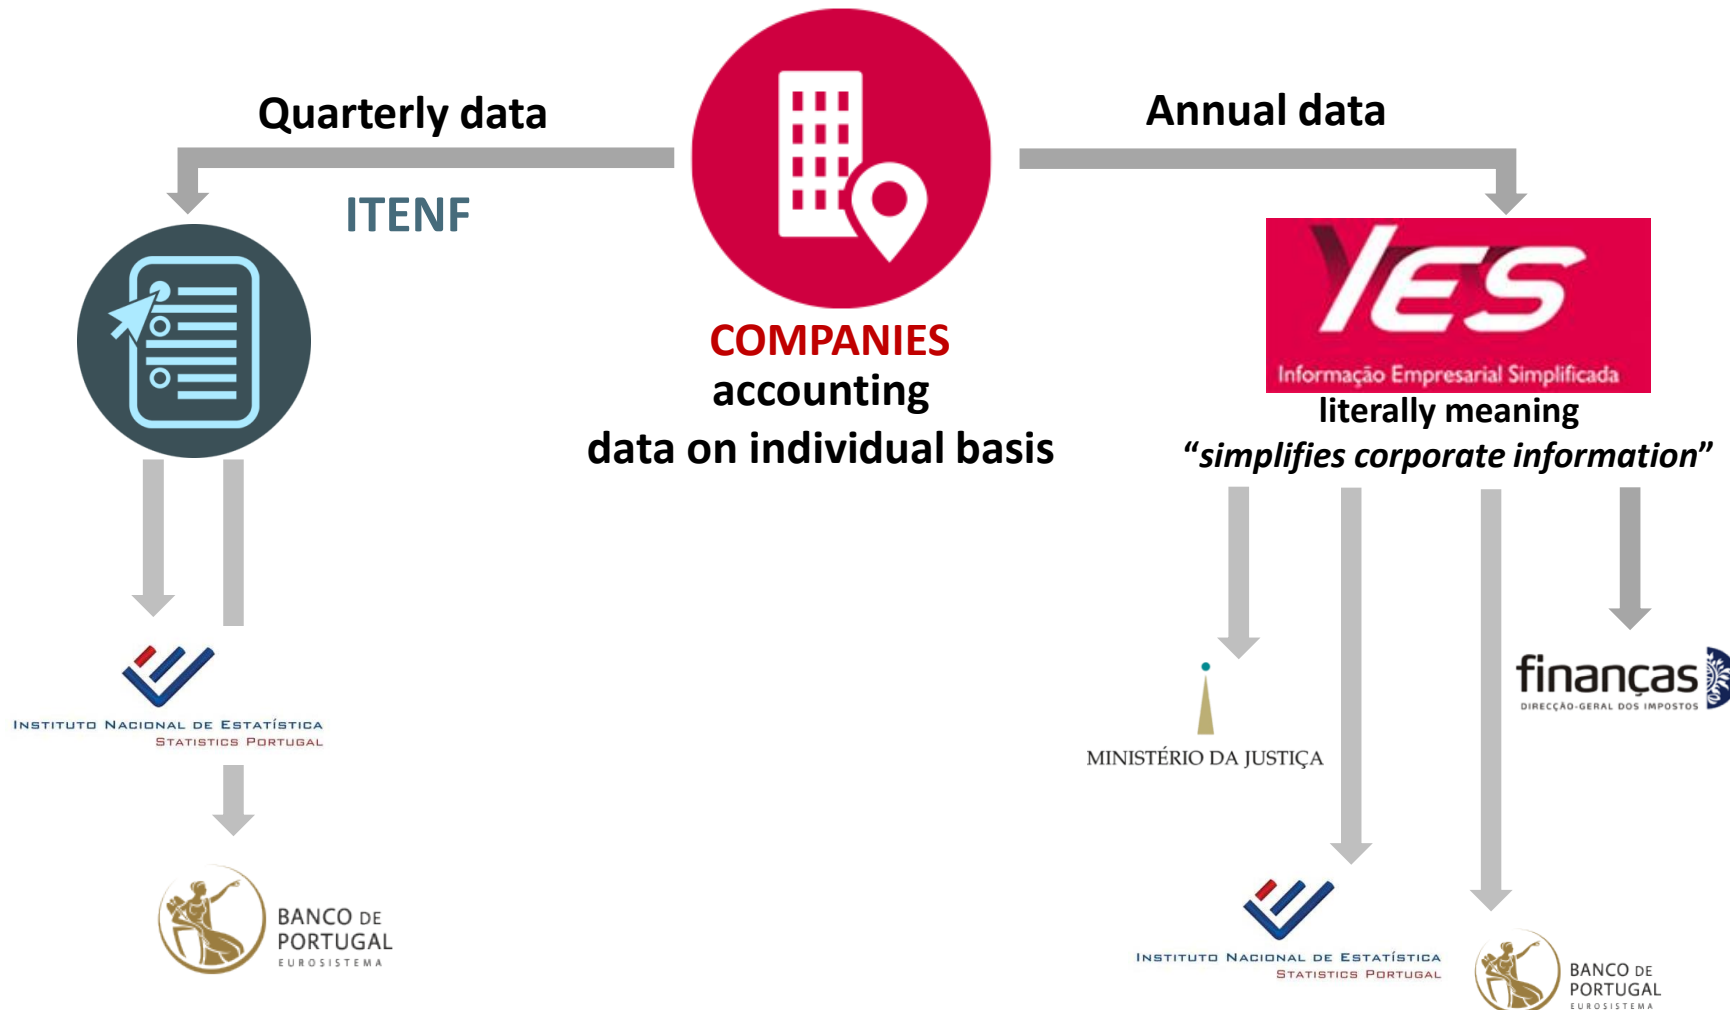 Quarterly data
Annual data
ITENF
COMPANIES
accounting
data on individual basis
IES
Informação Empresarial Simplificada
literally meaning
“simplifies corporate information”
INSTITUTO NACIONAL DE ESTATÍSTICA
STATISTICS PORTUGAL
BANCO DE
PORTUGAL
EUROSISTEMA
MINISTÉRIO DA JUSTIÇA
finanças
DIRECÇÃO-GERAL DOS IMPOSTOS
INSTITUTO NACIONAL DE ESTATÍSTICA
STATISTICS PORTUGAL
BANCO DE
PORTUGAL
EUROSISTEMA